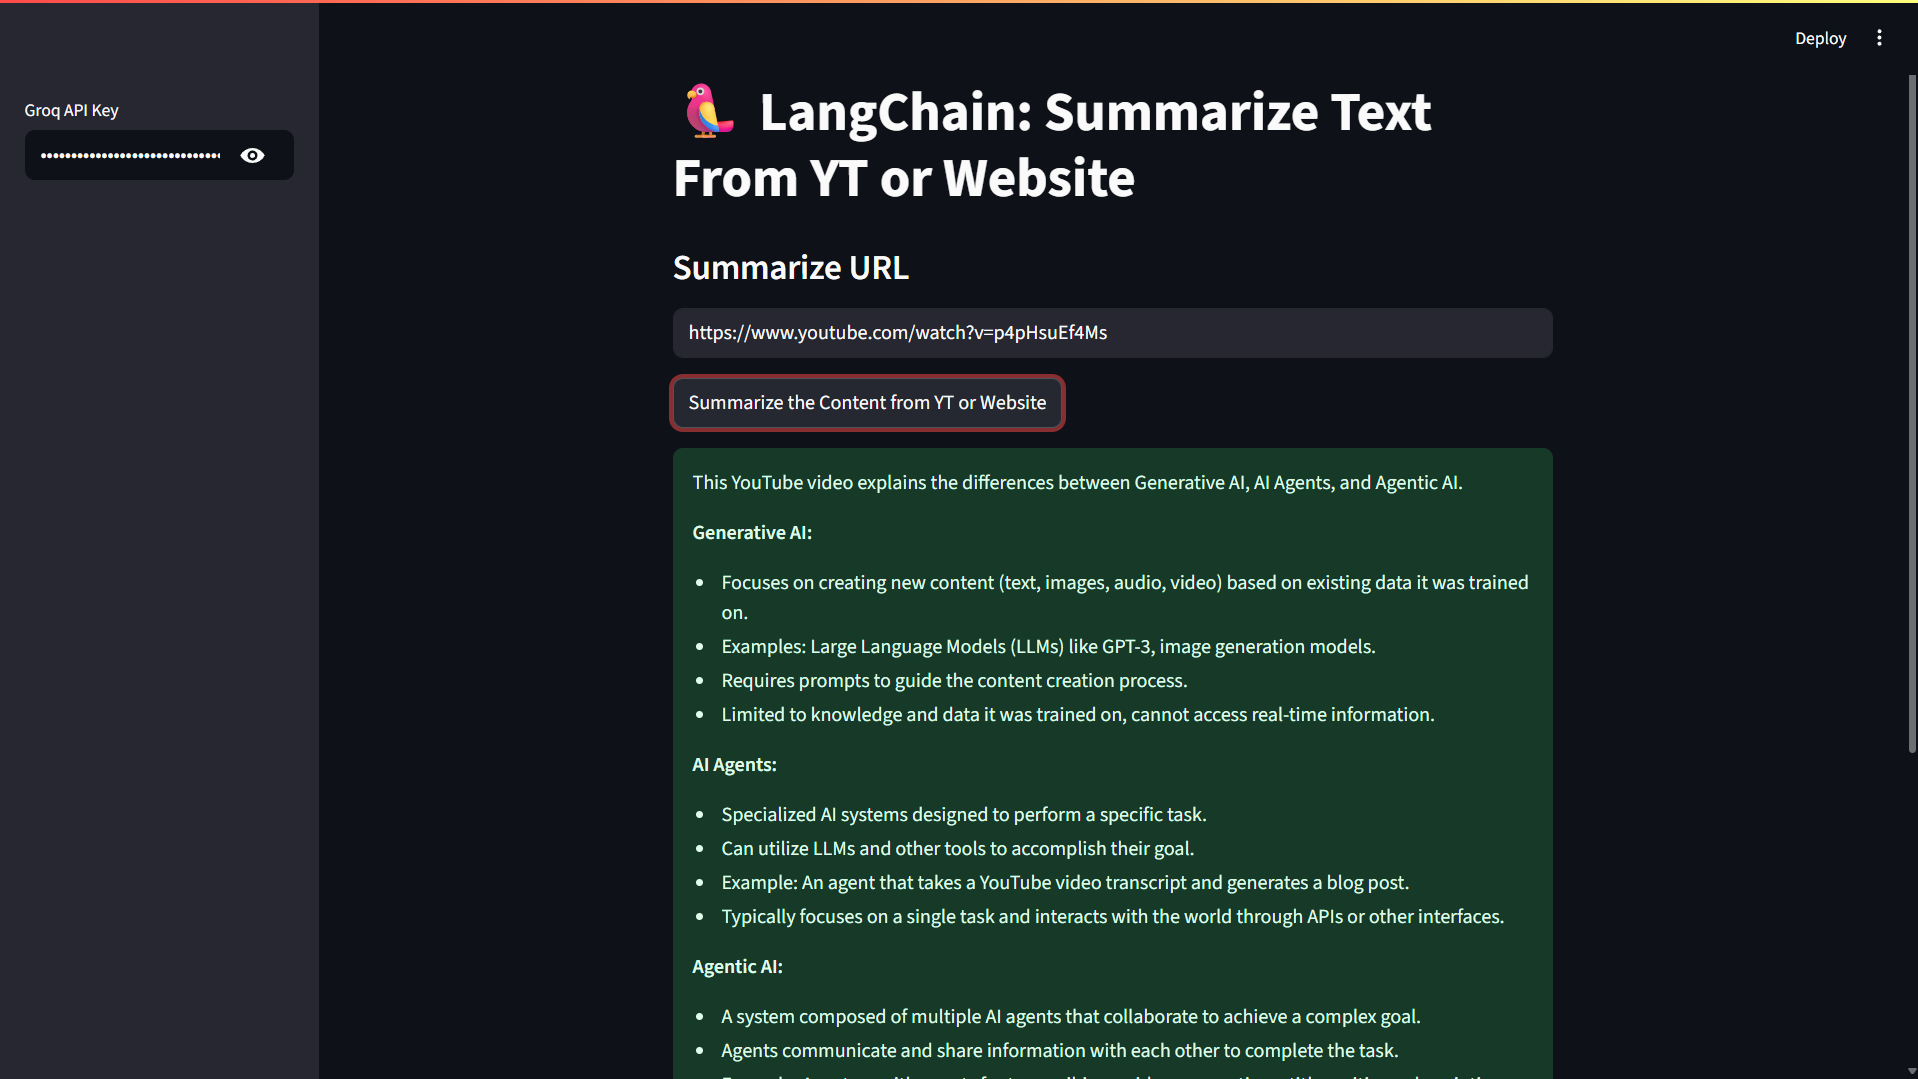 Deploy
Groq API Key
LangChain: Summarize Text
From YT or Website
Summarize URL
https://www.youtube.com/watch?v=p4pHsuEf4Ms
Summarize the Content from YT or Website
This YouTube video explains the differences between Generative AI, AI Agents, and Agentic AI.
Generative AI:
• Focuses on creating new content (text, images, audio, video) based on existing data it was trained
on.
• Examples: Large Language Models (LLMs) like GPT-3, image generation models.
• Requires prompts to guide the content creation process.
• Limited to knowledge and data it was trained on, cannot access real-time information.
AI Agents:
• Specialized AI systems designed to perform a specific task.
• Can utilize LLMs and other tools to accomplish their goal.
• Example: An agent that takes a YouTube video transcript and generates a blog post.
• Typically focuses on a single task and interacts with the world through APIs or other interfaces.
Agentic AI:
• A system composed of multiple AI agents that collaborate to achieve a complex goal.
• Agents communicate and share information with each other to complete the task.